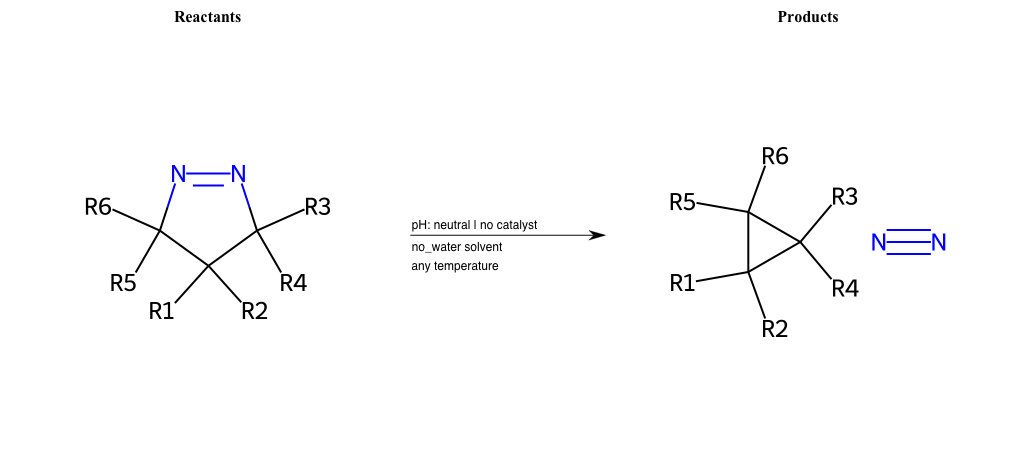 Reactants
Products
N N
R6 R3
R5 R4
R1 R2
pH: neutral | no catalyst
no_water solvent
any temperature
R6
R5 R3
N N
R1 R4
R2